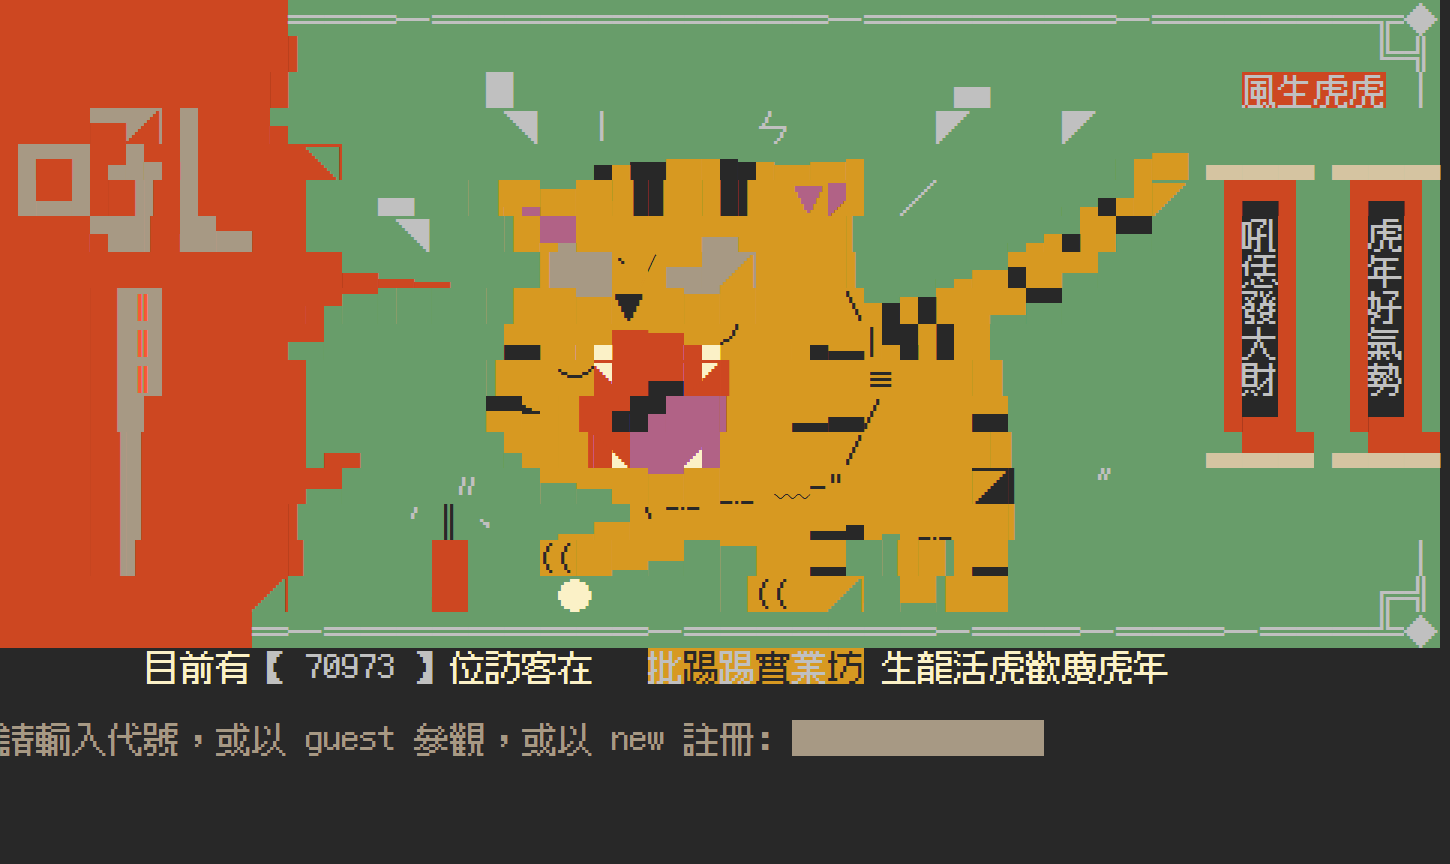 吼
虎虎生風
虎年好氣勢
吼恁發大財
目前有【 70973 】位訪客在 批踢踢實業坊 生龍活虎歡慶虎年
請輸入代號，或以 guest 參觀，或以 new 註冊: